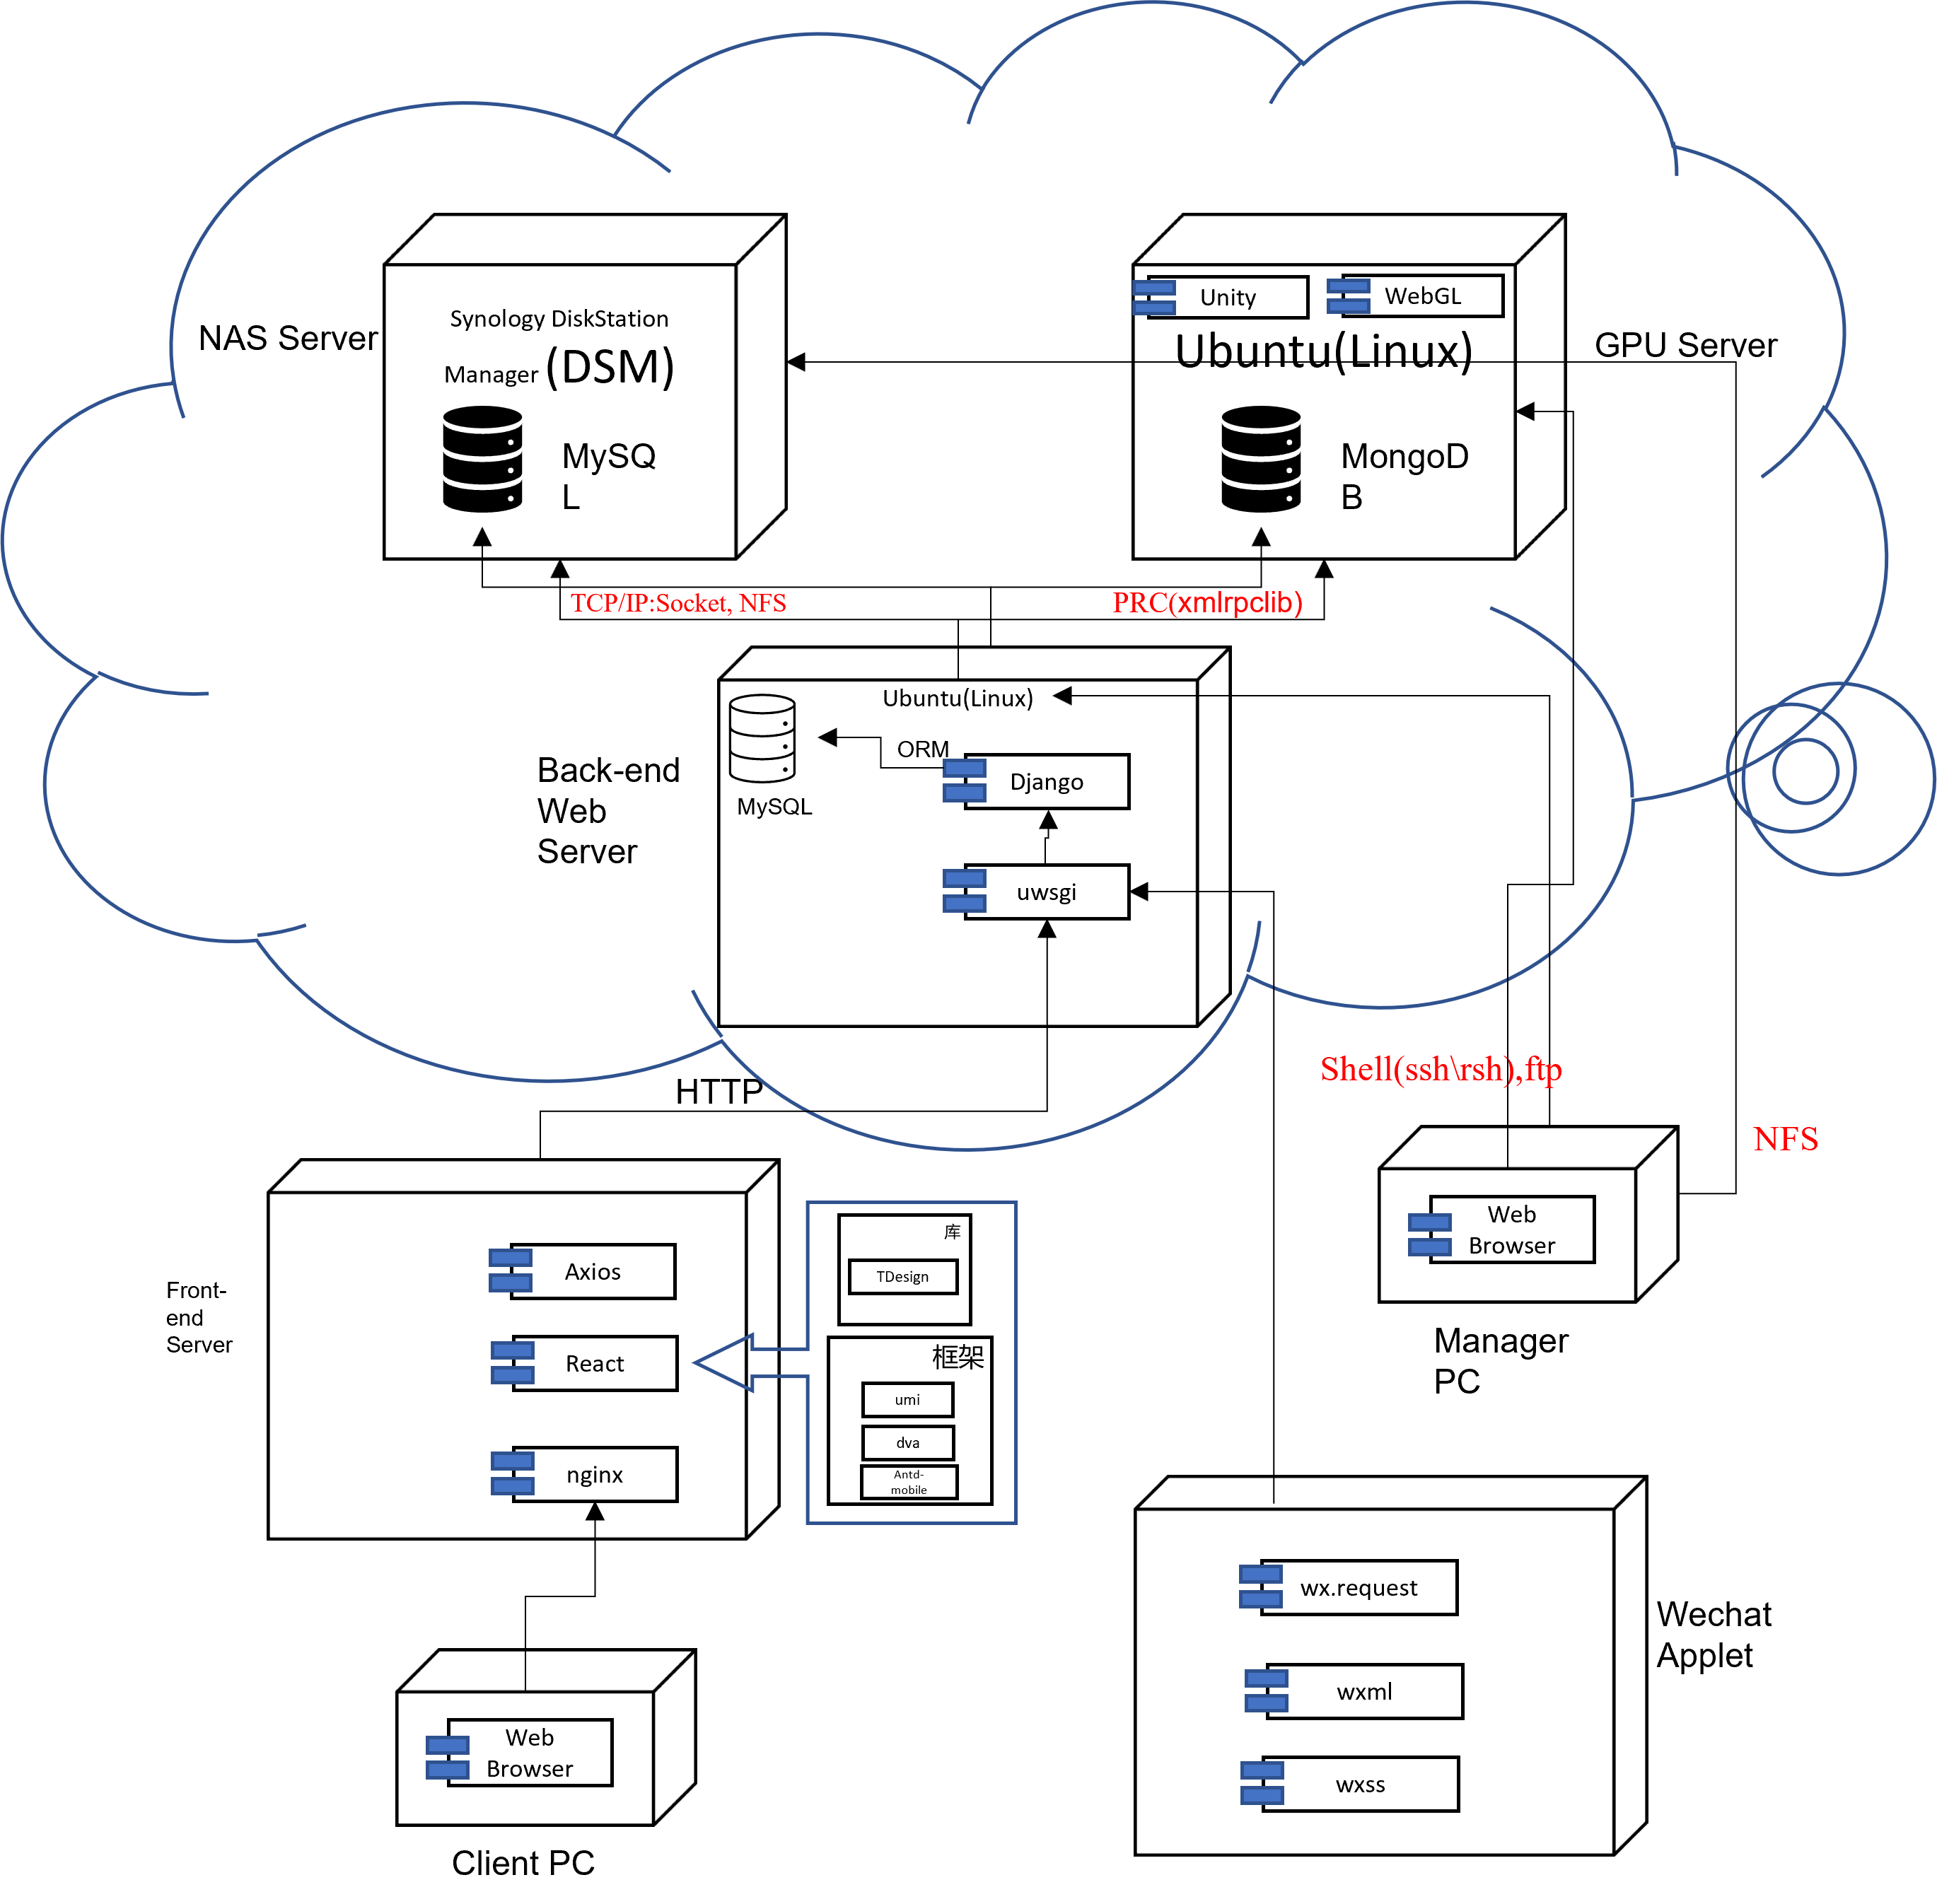 Unity
WebGL
Synology DiskStation
Manager (DSM)
NAS Server
Ubuntu(Linux)
GPU Server
MySQ
L
MongoD
B
TCP/IP:Socket, NFS
PRC(xmlrpclib)
Ubuntu(Linux)
ORM
Django
MySQL
Back-end
Web
Server
uwsgi
Shell(ssh\rsh),ftp
HTTP
NFS
Web
Browser
Manager
PC
Front-
end
Server
Axios
React
nginx
库
TDesign
框架
umi
dva
Antd-
mobile
wx.request
wxml
wxss
Wechat
Applet
Web
Browser
Client PC